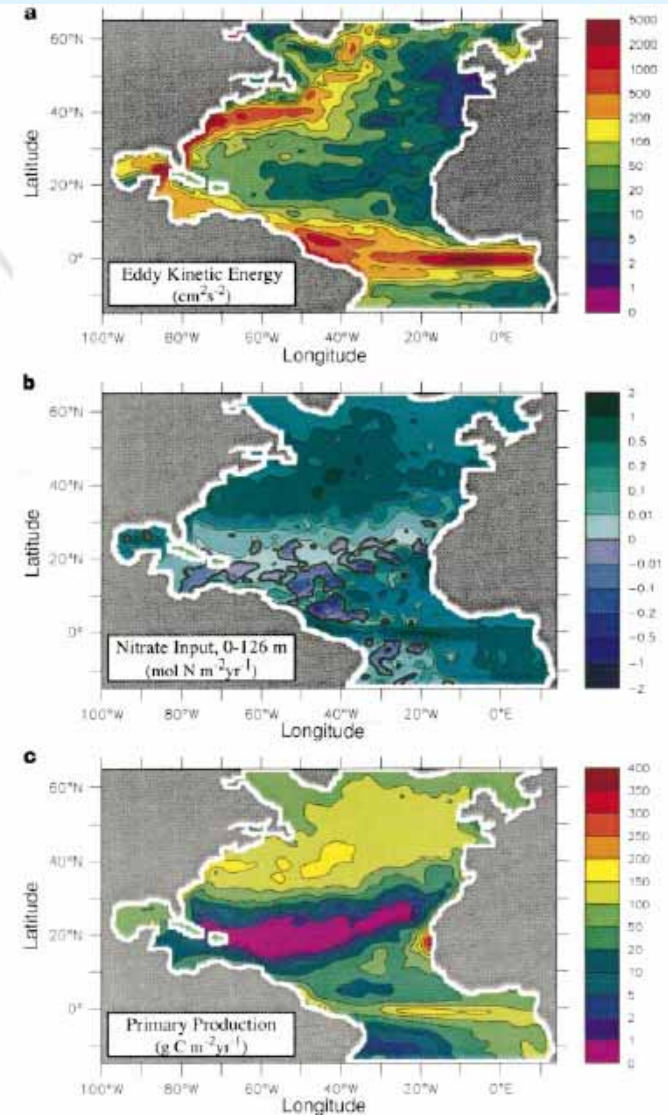 a
60°N
40°N
20°N
0°
Latitude
Eddy Kinetic Energy
(cm²s⁻²)
100°W 80°W 60°W 40°W 20°W 0°E
Longitude
5000
2000
1000
500
200
100
50
20
10
5
2
1
0
b
60°N
40°N
20°N
0°
Latitude
Nitrate Input, 0-126 m
(mol N m⁻²yr⁻¹)
100°W 80°W 60°W 40°W 20°W 0°E
Longitude
2
1
0.5
0.2
0.1
0.01
0
-0.01
-0.1
-0.2
-0.5
-1
-2
c
60°N
40°N
20°N
0°
Latitude
Primary Production
(g C m⁻²yr⁻¹)
100°W 80°W 60°W 40°W 20°W 0°E
Longitude
400
350
300
250
200
150
100
50
20
10
5
2
1
0